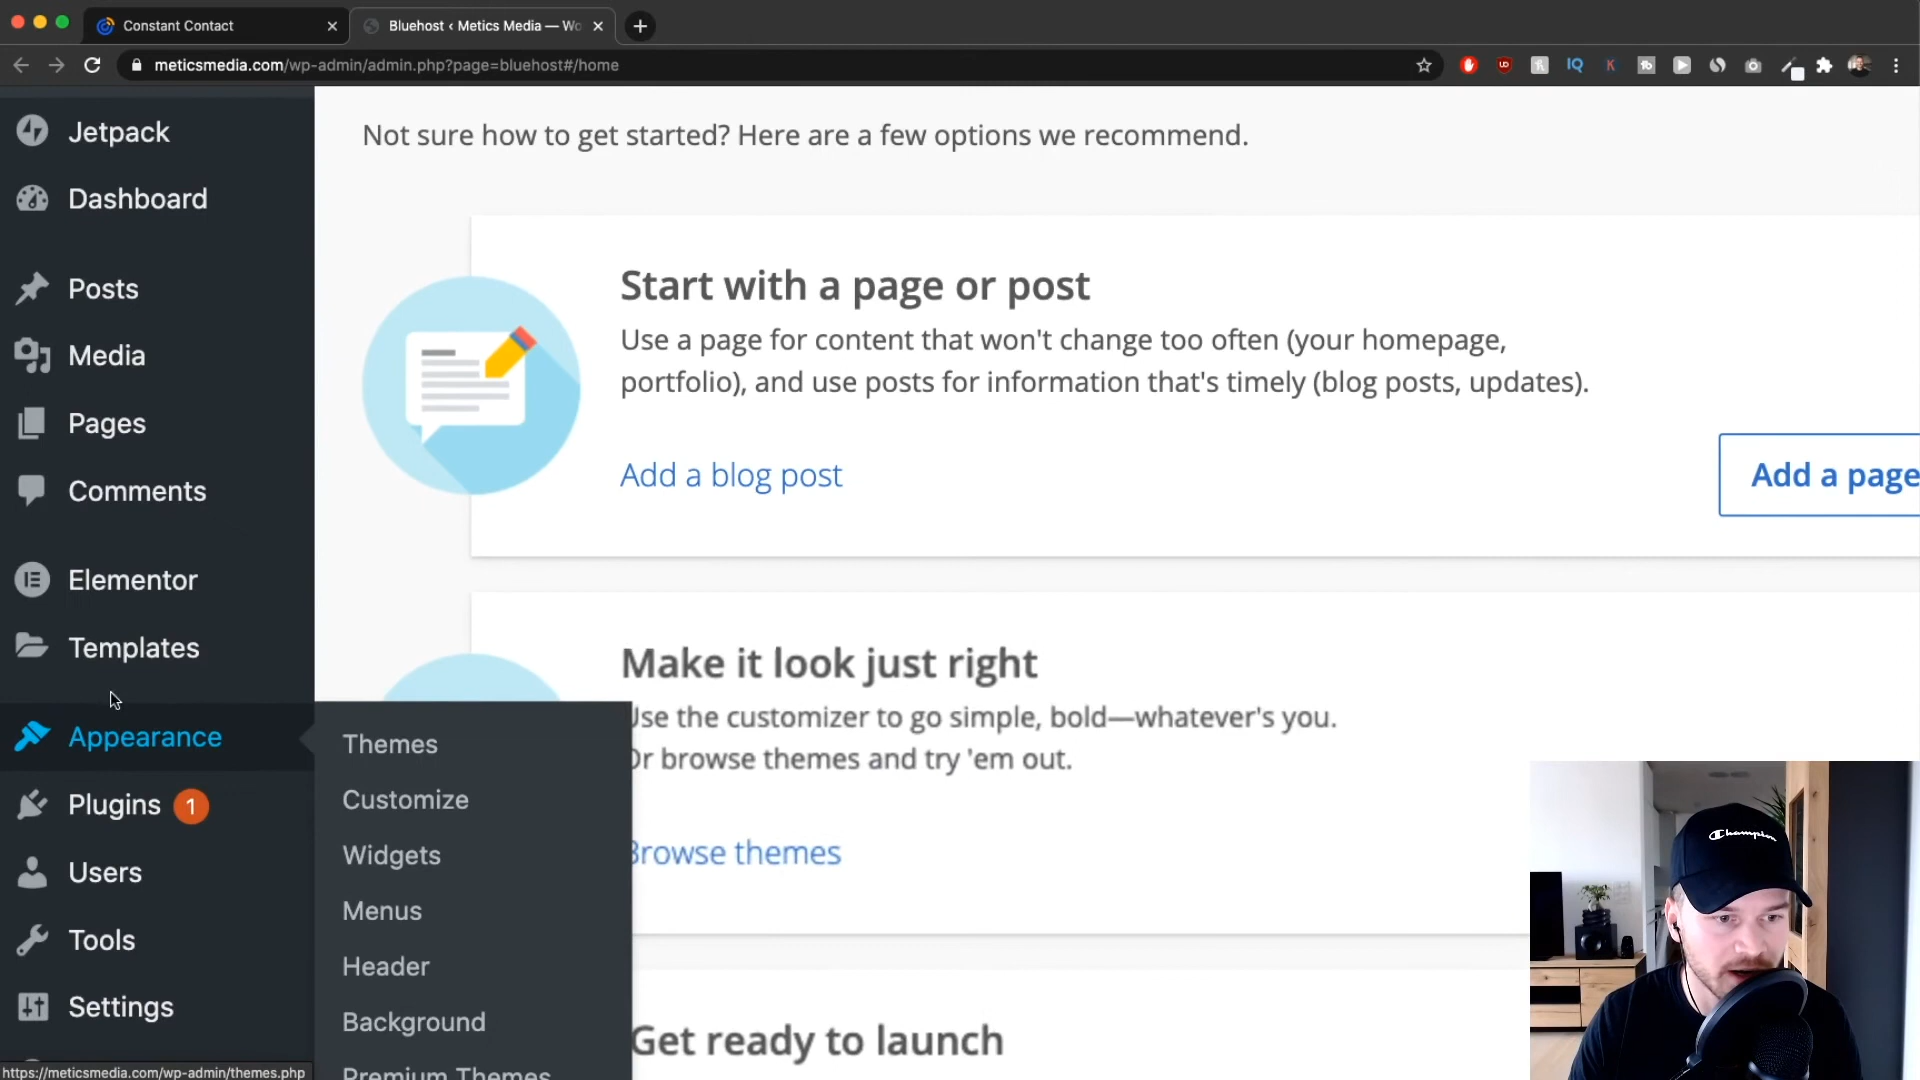 Constant Contact
Bluehost ‹ Metics Media — Wo
meticsmedia.com/wp-admin/admin.php?page=bluehost#/home
Jetpack
Dashboard
Posts
Media
Pages
Comments
Elementor
Templates
Appearance
Plugins 1
Users
Tools
Settings
Themes
Customize
Widgets
Menus
Header
Background
Premium Themes
Not sure how to get started? Here are a few options we recommend.
Start with a page or post
Use a page for content that won't change too often (your homepage,
portfolio), and use posts for information that's timely (blog posts, updates).
Add a blog post
Add a page
Make it look just right
Use the customizer to go simple, bold—whatever's you.
Or browse themes and try 'em out.
Browse themes
Get ready to launch
Champion
https://meticsmedia.com/wp-admin/themes.php